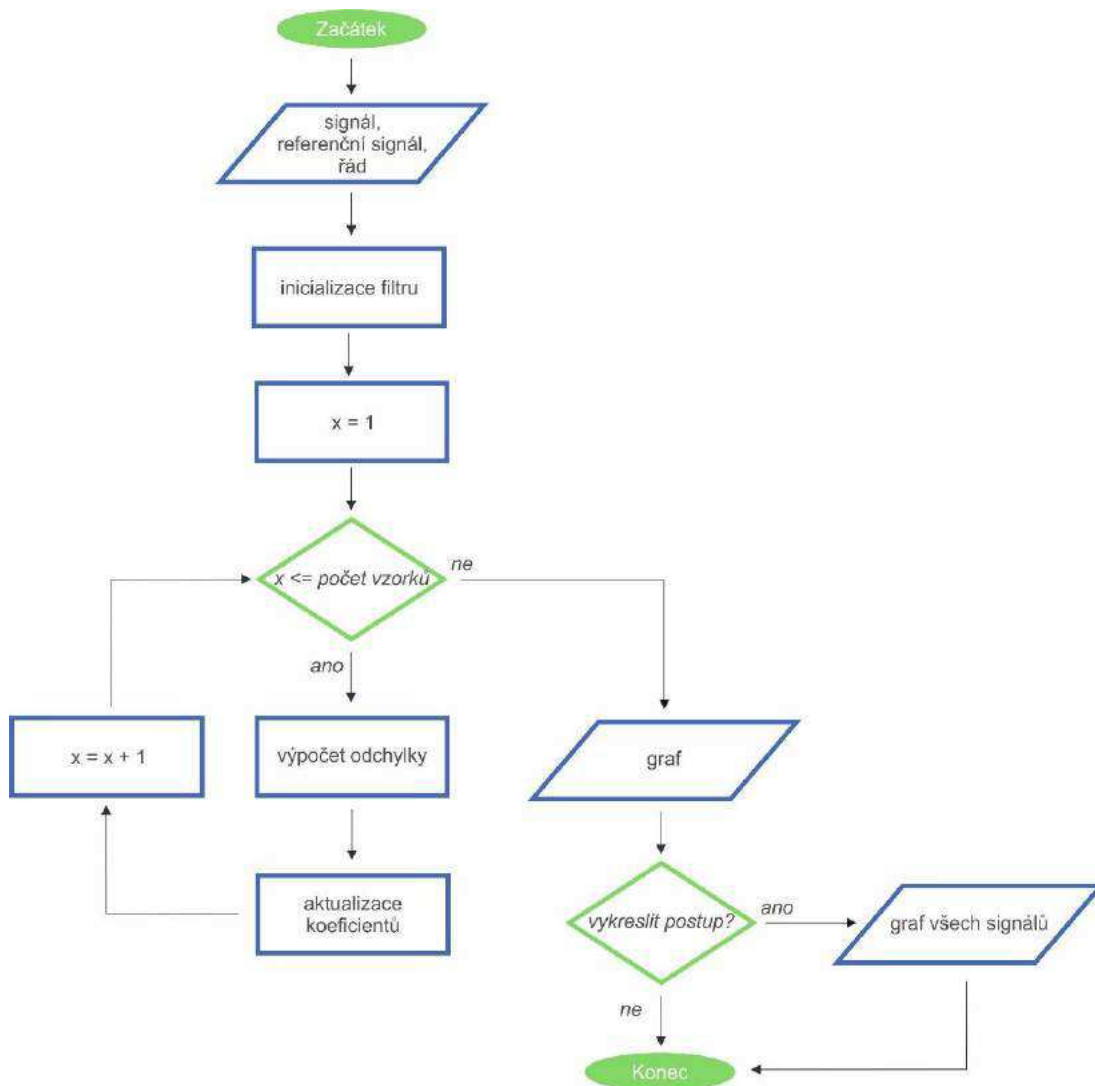 Začátek
signál,
referenční signál,
řád
inicializace filtru
x = 1
x <= počet vzorků
ne
ano
x = x + 1
výpočet odchylky
graf
aktualizace
koeficientů
vykreslit postup?
ano
graf všech signálů
ne
Konec